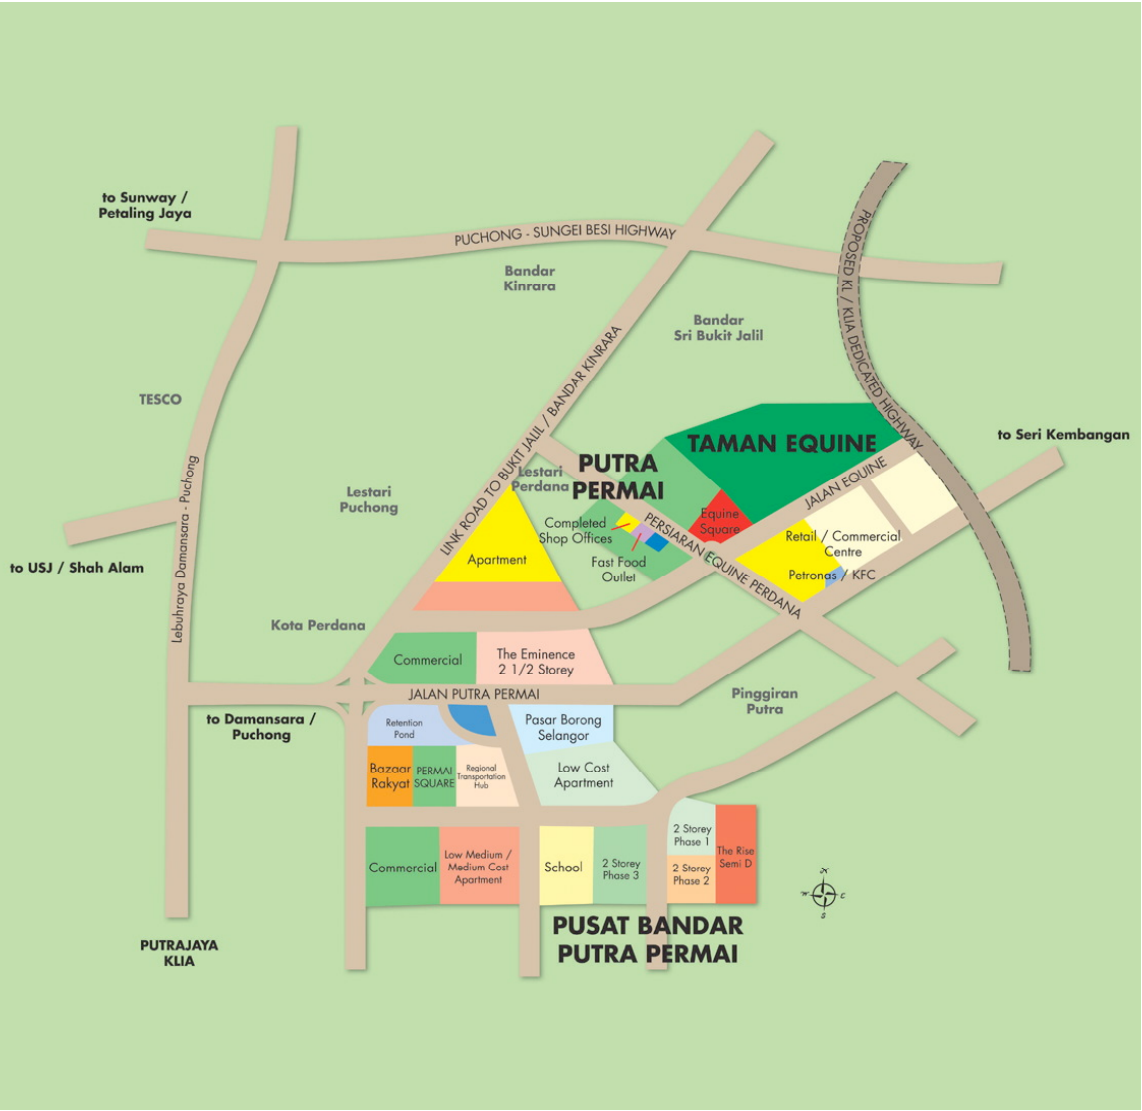 to Sunway /
Petaling Jaya
PUCHONG - SUNGEI BESI HIGHWAY
PROPOSED KL / KLIA DEDICATED HIGHWAY
Bandar
Kinrara
Bandar
Sri Bukit Jalil
LINK ROAD TO BUKIT JALIL / BANDAR KINRARA
TESCO
Lebuhraya Damansara - Puchong
to Seri Kembangan
TAMAN EQUINE
PUTRA
PERMAI
Lestari
Perdana
Lestari
Puchong
JALAN EQUINE
Equine
Square
Completed
Shop Offices
PERSIARAN EQUINE PERDANA
Retail / Commercial
Centre
Apartment
Fast Food
Outlet
Petronas / KFC
to USJ / Shah Alam
Kota Perdana
Commercial
The Eminence
2 1/2 Storey
JALAN PUTRA PERMAI
Pinggiran
Putra
to Damansara /
Puchong
Retention
Pond
Pasar Borong
Selangor
Bazaar
Rakyat
PERMAI
SQUARE
Regional
Transportation
Hub
Low Cost
Apartment
2 Storey
Phase 1
The Rise
Semi D
Commercial
Low Medium /
Medium Cost
Apartment
School
2 Storey
Phase 3
2 Storey
Phase 2
S
PUSAT BANDAR
PUTRA PERMAI
PUTRAJAYA
KLIA